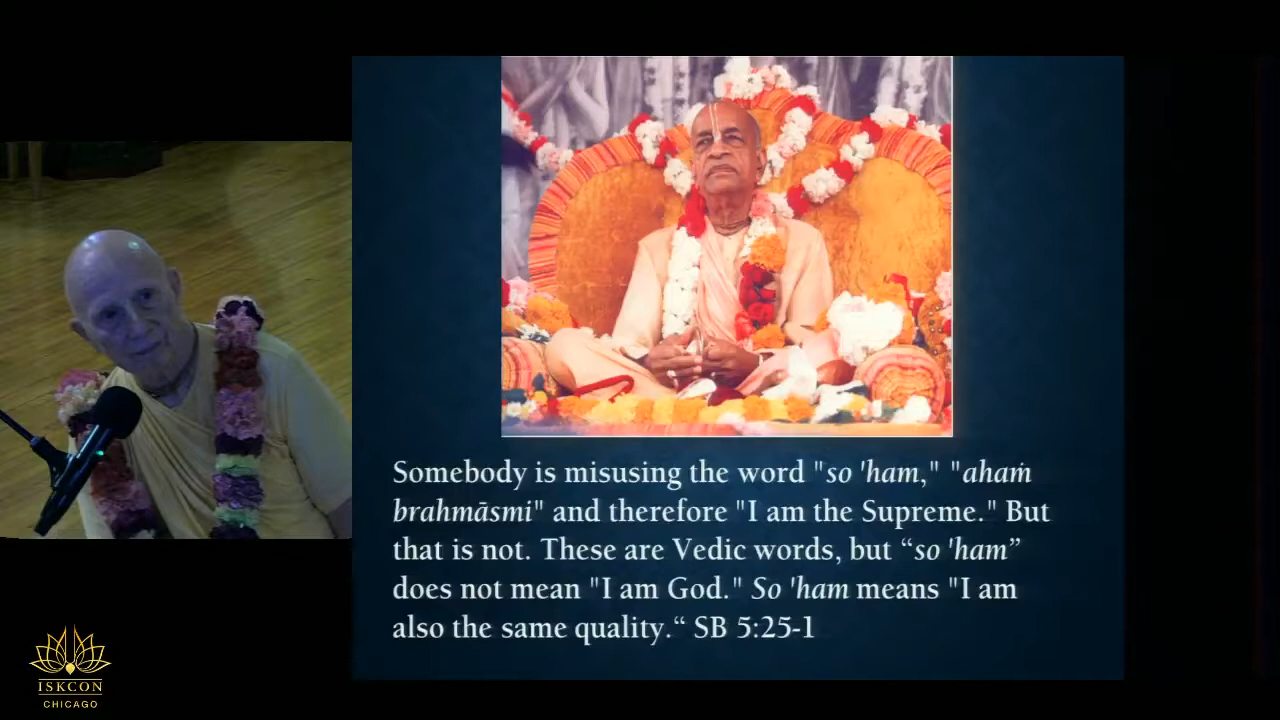 Somebody is misusing the word "so 'ham," "ahaṁ
brahmāsmi" and therefore "I am the Supreme." But
that is not. These are Vedic words, but “so 'ham”
does not mean "I am God." So 'ham means "I am
also the same quality.“ SB 5:25-1
ISKCON
CHICAGO